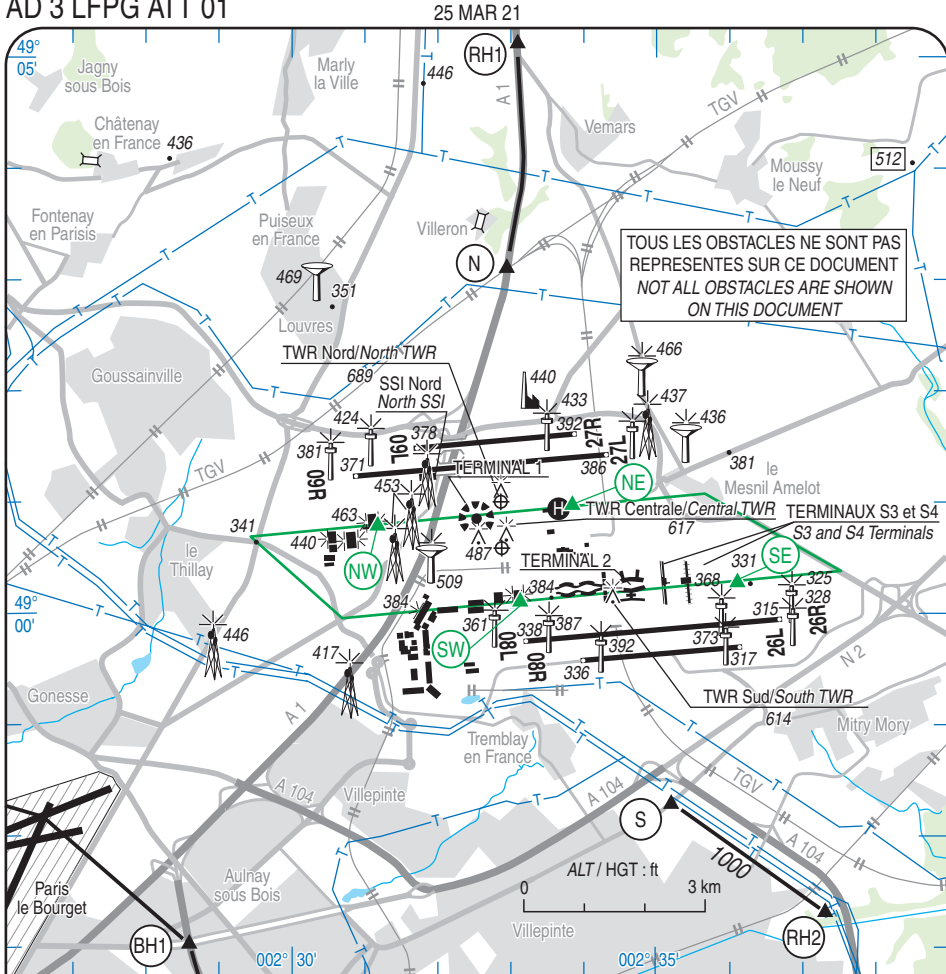 AD 3 LFPG ATT 01
25 MAR 21
49°
05'
RH1
Jagny
sous Bois
Marly
la Ville
446
A 1
TGV
Châtenay
en France
436
Vemars
Moussy
le Neuf
512
Fontenay
en Parisis
Puiseux
en France
Villeron
N
TOUS LES OBSTACLES NE SONT PAS
REPRESENTES SUR CE DOCUMENT
NOT ALL OBSTACLES ARE SHOWN
ON THIS DOCUMENT
469
351
Louvres
TWR Nord/North TWR
689
SSI Nord
North SSI
Goussainville
440
466
437
436
433
392
424
381
378
09L
27R
27L
371
09R
386
381
TGV
TERMINAL 1
le
Mesnil Amelot
453
NE
463
H
TWR Centrale/Central TWR
617
TERMINAUX S3 et S4
S3 and S4 Terminals
341
440
487
NW
le
Thillay
509
TERMINAL 2
SE
331
368
325
328
384
384
49°
00'
361
SW
08L
338
387
315
08R
392
373
26L
26R
446
417
336
317
N 2
Gonesse
TWR Sud/South TWR
614
Mitry Mory
A 1
Tremblay
en France
TGV
A 104
Villepinte
A 104
S
A 104
1000
Paris
le Bourget
Aulnay
sous Bois
ALT / HGT : ft
0
3 km
Villepinte
BH1
RH2
002° 30'
002° 35'